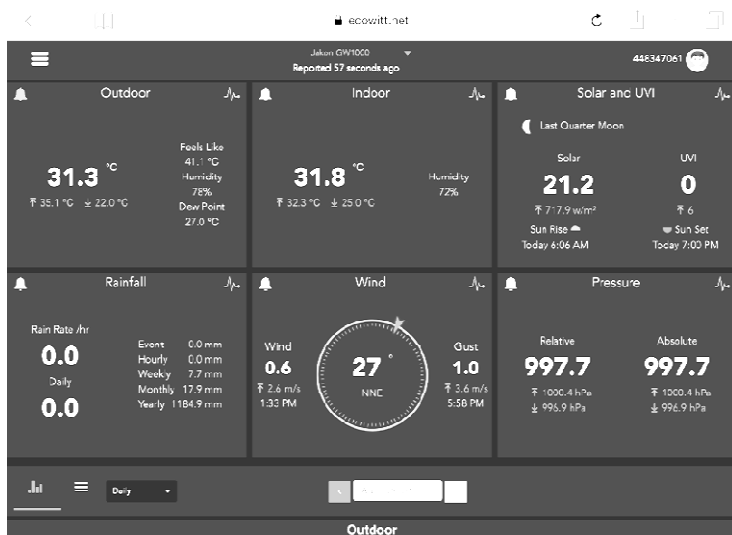 ecowitt.net
Jakon GW1000
Reported 57 seconds ago
448347061
Outdoor
31.3 °C
35.1 °C 22.0 °C
Feels Like
41.1 °C
Humidity
78%
Dew Point
27.0 °C
Indoor
31.8 °C
32.3 °C 25.0 °C
Humidity
72%
Solar and UVI
Last Quarter Moon
Solar
21.2
717.9 w/m²
UVI
0
6
Sun Rise
Today 6:06 AM
Sun Set
Today 7:00 PM
Rainfall
Rain Rate /hr
0.0
Daily
0.0
Event 0.0 mm
Hourly 0.0 mm
Weekly 7.7 mm
Monthly 17.9 mm
Yearly 1184.9 mm
Wind
Wind
0.6
2.6 m/s
1:33 PM
27 °
NNE
Gust
1.0
3.6 m/s
5:58 PM
Pressure
Relative
997.7
1000.4 hPa
996.9 hPa
Absolute
997.7
1000.4 hPa
996.9 hPa
Daily
Outdoor